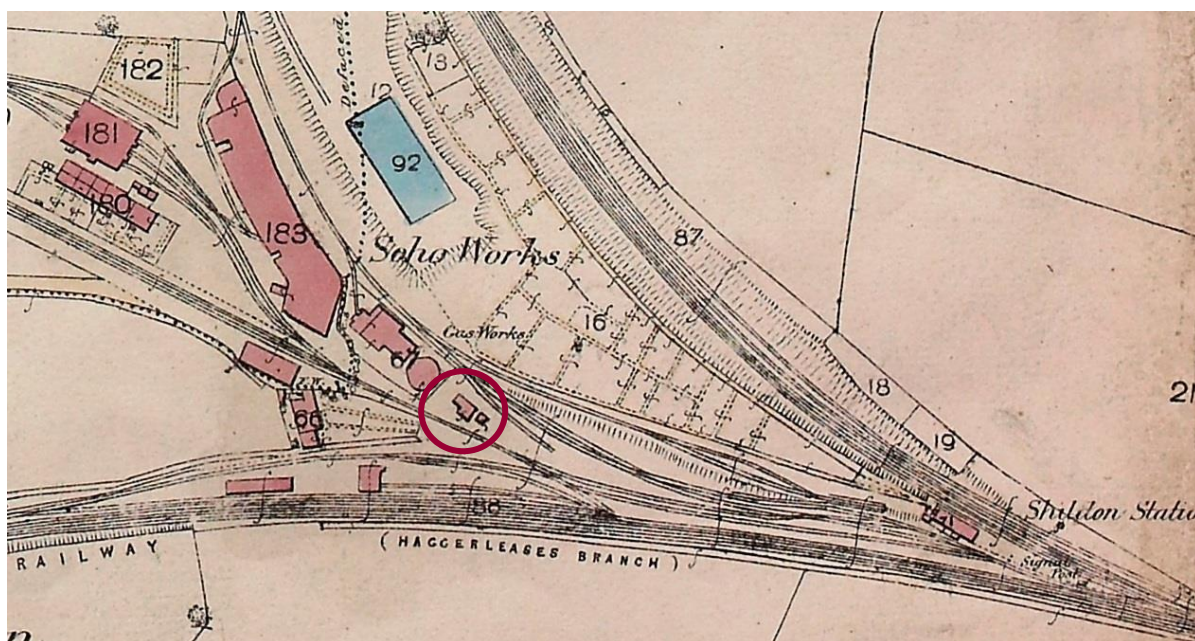 13
182
Defaced
12
181
92
180
183
87
Soho Works
16
Gas Works
18
21
66
19
88
Shildon Statio
RAILWAY
(HAGGERLEASES BRANCH)
Signal
Post